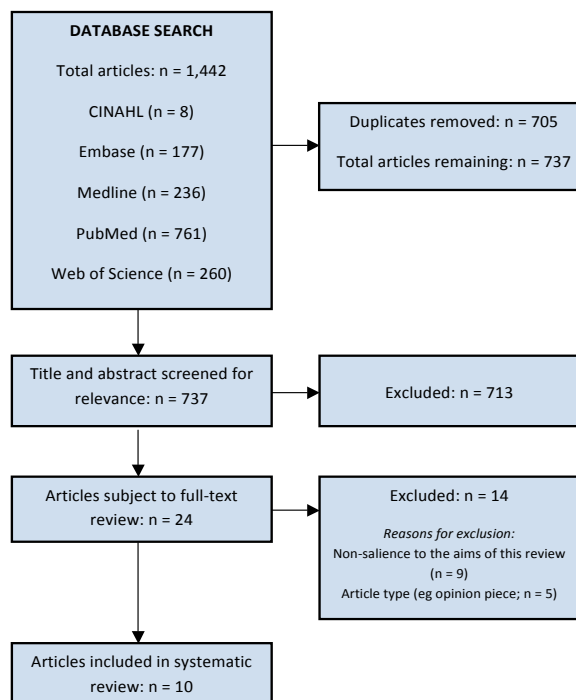 DATABASE SEARCH
Total articles: n = 1,442
CINAHL (n = 8)
Embase (n = 177)
Medline (n = 236)
PubMed (n = 761)
Web of Science (n = 260)
Duplicates removed: n = 705
Total articles remaining: n = 737
Title and abstract screened for
relevance: n = 737
Excluded: n = 713
Articles subject to full-text
review: n = 24
Excluded: n = 14
Reasons for exclusion:
Non-salience to the aims of this review
(n = 9)
Article type (eg opinion piece; n = 5)
Articles included in systematic
review: n = 10